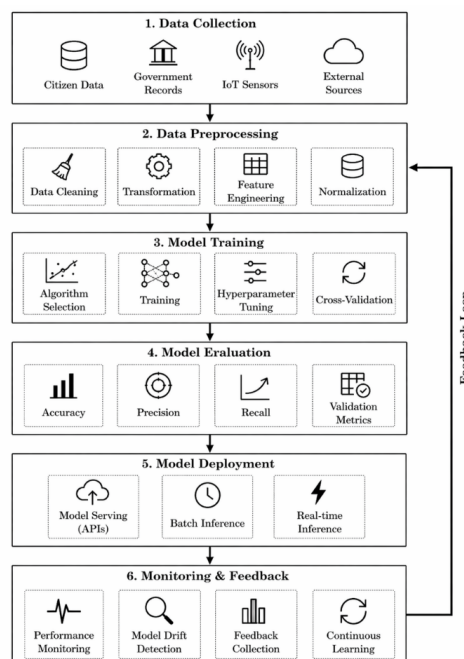 1. Data Collection
Citizen Data
Government
Records
IoT Sensors
External
Sources
2. Data Preprocessing
Data Cleaning
Transformation
Feature
Engineering
Normalization
3. Model Training
Algorithm
Selection
Training
Hyperparameter
Tuning
Cross-Validation
4. Model Eraluation
Accuracy
Precision
Recall
Validation
Metrics
5. Model Deployment
Model Serving
(APIs)
Batch Inference
Real-time
Inference
6. Monitoring & Feedback
Performance
Monitoring
Model Drift
Detection
Feedback
Collection
Continuous
Learning